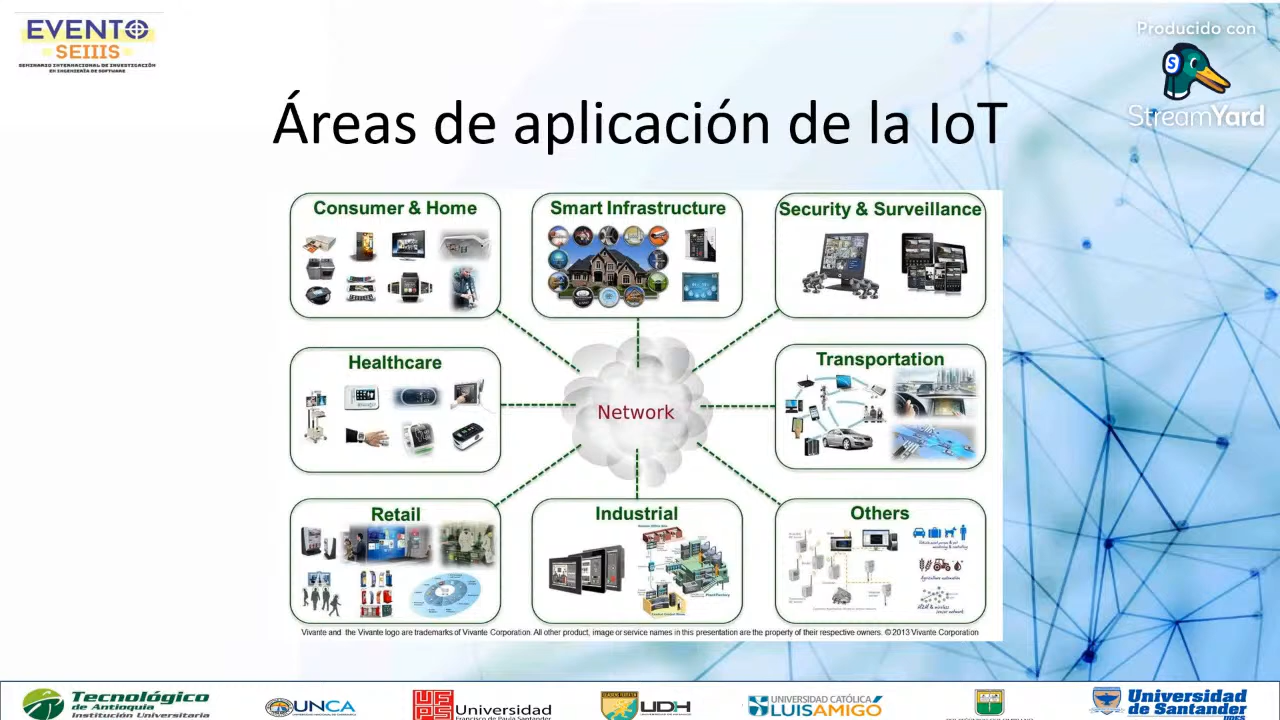 EVENTO
SEIIIS
SEMINARIO INTERNACIONAL DE INVESTIGACIÓN
EN INGENIERÍA DE SOFTWARE
Producido con
StreamYard
Áreas de aplicación de la IoT
Consumer & Home
Smart Infrastructure
Security & Surveillance
Healthcare
Network
Transportation
Retail
Industrial
Others
Vivante and the Vivante logo are trademarks of Vivante Corporation. All other product, image or service names in this presentation are the property of their respective owners. © 2013 Vivante Corporation
Tecnológico
de Antioquia
Institución Universitaria
UNCA
UFPS
Universidad
Francisco de Paula Santander
UDH
UNIVERSIDAD CATÓLICA
LUIS AMIGÓ
Universidad
de Santander
UDES